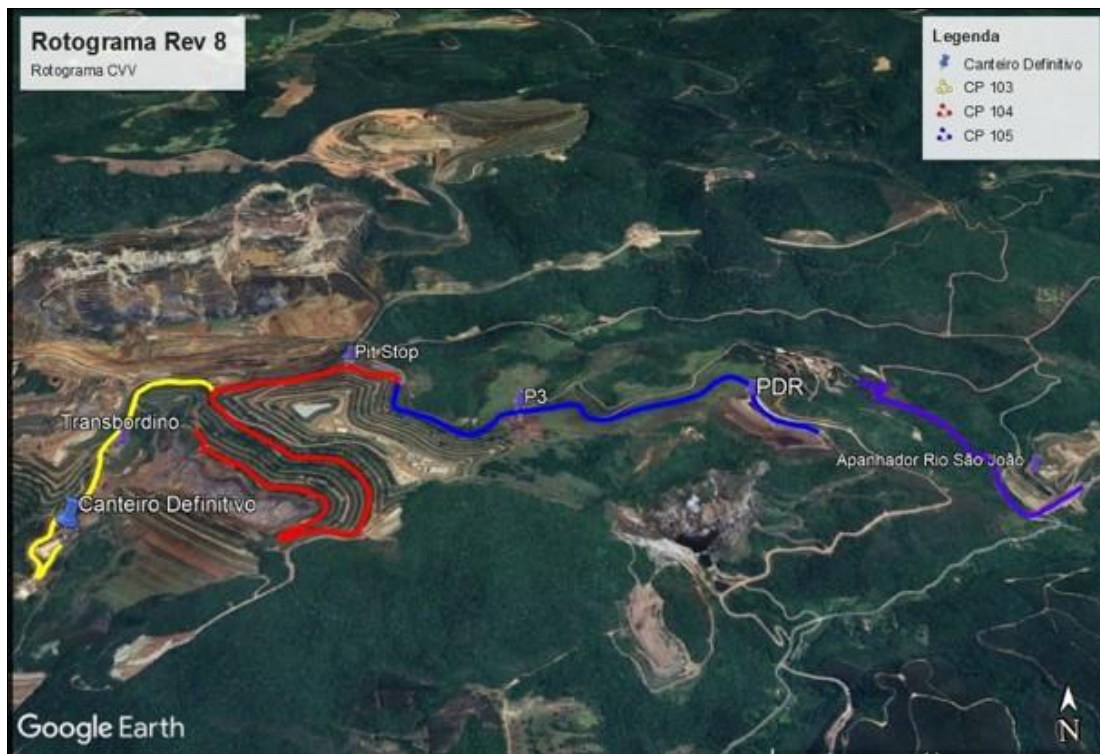 Rotograma Rev 8
Rotograma CVV
Legenda
Canteiro Definitivo
CP 103
CP 104
CP 105
Pit Stop
P3
PDR
Transbordino
Apanhador Rio São João
Canteiro Definitivo
Google Earth
N